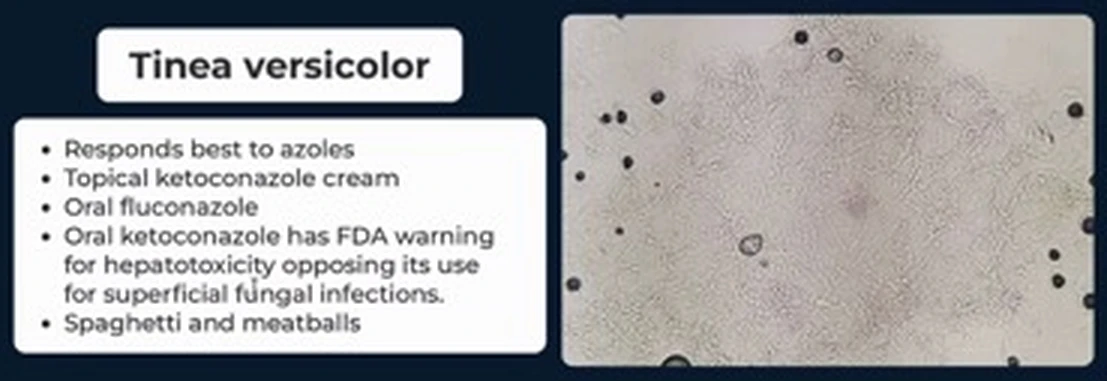 Tinea versicolor
• Responds best to azoles
• Topical ketoconazole cream
• Oral fluconazole
• Oral ketoconazole has FDA warning
for hepatotoxicity opposing its use
for superficial fungal infections.
• Spaghetti and meatballs